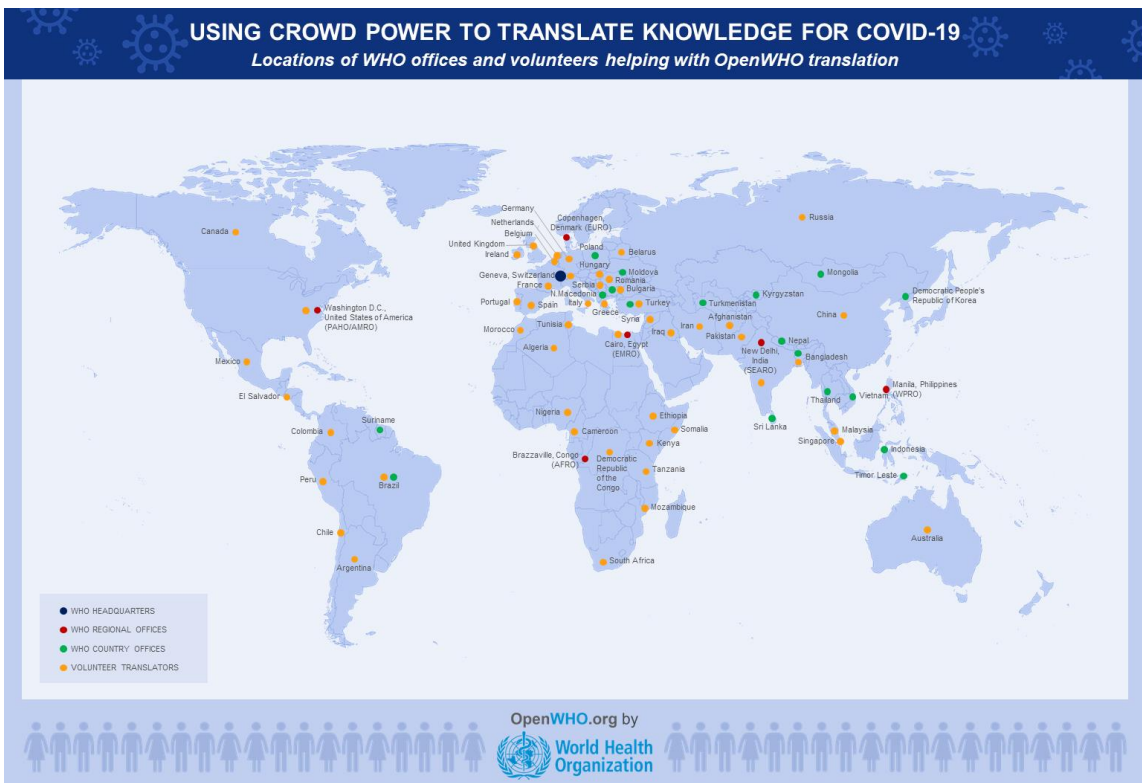 USING CROWD POWER TO TRANSLATE KNOWLEDGE FOR COVID-19
Locations of WHO offices and volunteers helping with OpenWHO translation
Germany
Netherlands
Belgium
Copenhagen,
Denmark (EURO)
Russia
Canada
United Kingdom
Ireland
Poland
Belarus
Hungary
Moldova
Geneva, Switzerland
Romania
Mongolia
France
Serbia
Bulgaria
N.Macedonia
Kyrgyzstan
Democratic People's
Republic of Korea
Portugal
Spain
Italy
Greece
Turkey
Turkmenistan
Washington D.C.,
United States of America
(PAHO/AMRO)
Syria
Afghanistan
China
Morocco
Tunisia
Iraq
Iran
Pakistan
Nepal
Algeria
Cairo, Egypt
(EMRO)
New Delhi,
India
(SEARO)
Bangladesh
Mexico
El Salvador
Manila, Philippines
(WPRO)
Thailand
Vietnam
Nigeria
Ethiopia
Suriname
Colombia
Cameroon
Somalia
Sri Lanka
Malaysia
Singapore
Kenya
Indonesia
Brazzaville, Congo
(AFRO)
Democratic
Republic
of the
Congo
Tanzania
Timor Leste
Peru
Brazil
Mozambique
Chile
Australia
Argentina
South Africa
WHO HEADQUARTERS
WHO REGIONAL OFFICES
WHO COUNTRY OFFICES
VOLUNTEER TRANSLATORS
OpenWHO.org by
World Health
Organization